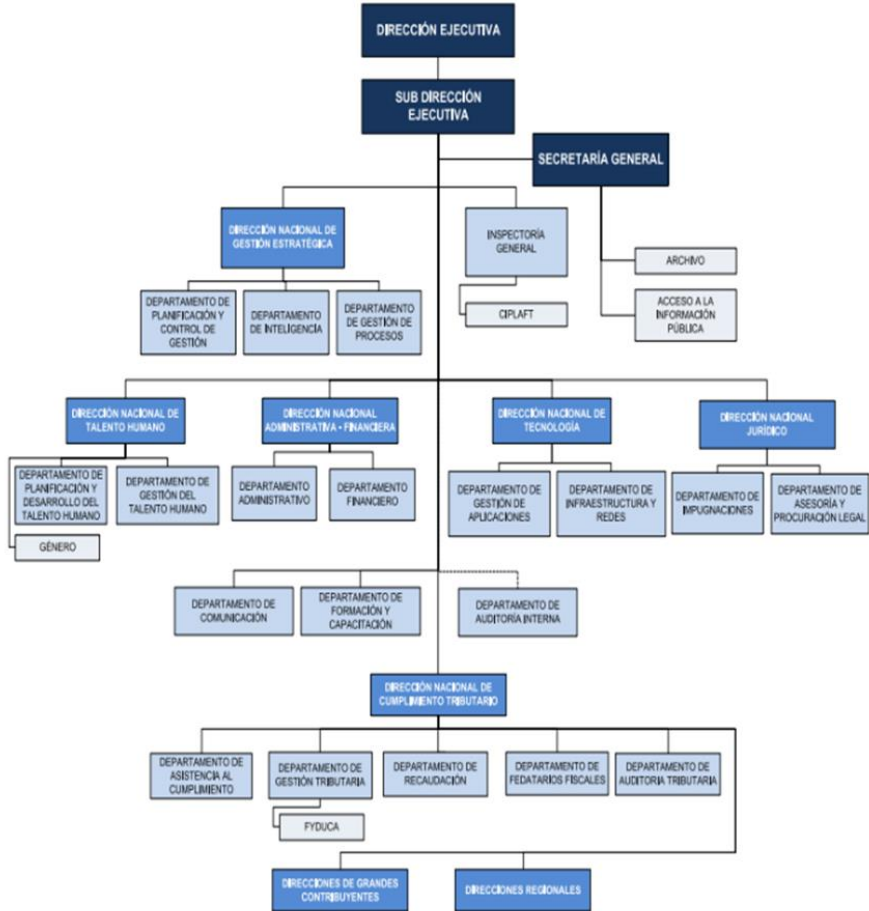 DIRECCIÓN EJECUTIVA
SUB DIRECCIÓN
EJECUTIVA
SECRETARÍA GENERAL
DIRECCIÓN NACIONAL DE
GESTIÓN ESTRATÉGICA
INSPECTORÍA
GENERAL
ARCHIVO
ACCESO A LA
INFORMACIÓN
PÚBLICA
DEPARTAMENTO DE
PLANIFICACIÓN Y
CONTROL DE
GESTIÓN
DEPARTAMENTO
DE INTELIGENCÍA
DEPARTAMENTO
DE GESTIÓN DE
PROCESOS
CIPLAFT
DIRECCIÓN NACIONAL DE
TALENTO HUMANO
DIRECCIÓN NACIONAL
ADMINISTRATIVA - FINANCIERA
DIRECCIÓN NACIONAL DE
TECNOLOGÍA
DIRECCIÓN NACIONAL
JURÍDICO
DEPARTAMENTO DE
PLANIFICACIÓN Y
DESARROLLO DEL
TALENTO HUMANO
DEPARTAMENTO DE
GESTIÓN DEL
TALENTO HUMANO
DEPARTAMENTO
ADMINISTRATIVO
DEPARTAMENTO
FINANCIERO
DEPARTAMENTO DE
GESTIÓN DE
APLICACIONES
DEPARTAMENTO DE
INFRAESTRUCTURA Y
REDES
DEPARTAMENTO DE
IMPUGNACIONES
DEPARTAMENTO DE
ASESORÍA Y
PROCURACIÓN LEGAL
GÉNERO
DEPARTAMENTO DE
COMUNICACIÓN
DEPARTAMENTO DE
FORMACIÓN Y
CAPACITACIÓN
DEPARTAMENTO DE
AUDITORÍA INTERNA
DIRECCIÓN NACIONAL DE
CUMPLIMIENTO TRIBUTARIO
DEPARTAMENTO DE
ASISTENCIA AL
CUMPLIMIENTO
DEPARTAMENTO DE
GESTIÓN TRIBUTARIA
DEPARTAMENTO DE
RECAUDACIÓN
DEPARTAMENTO DE
FEDATARIOS FISCALES
DEPARTAMENTO DE
AUDITORIA TRIBUTARIA
FYDUCA
DIRECCIONES DE GRANDES
CONTRIBUYENTES
DIRECCIONES REGIONALES